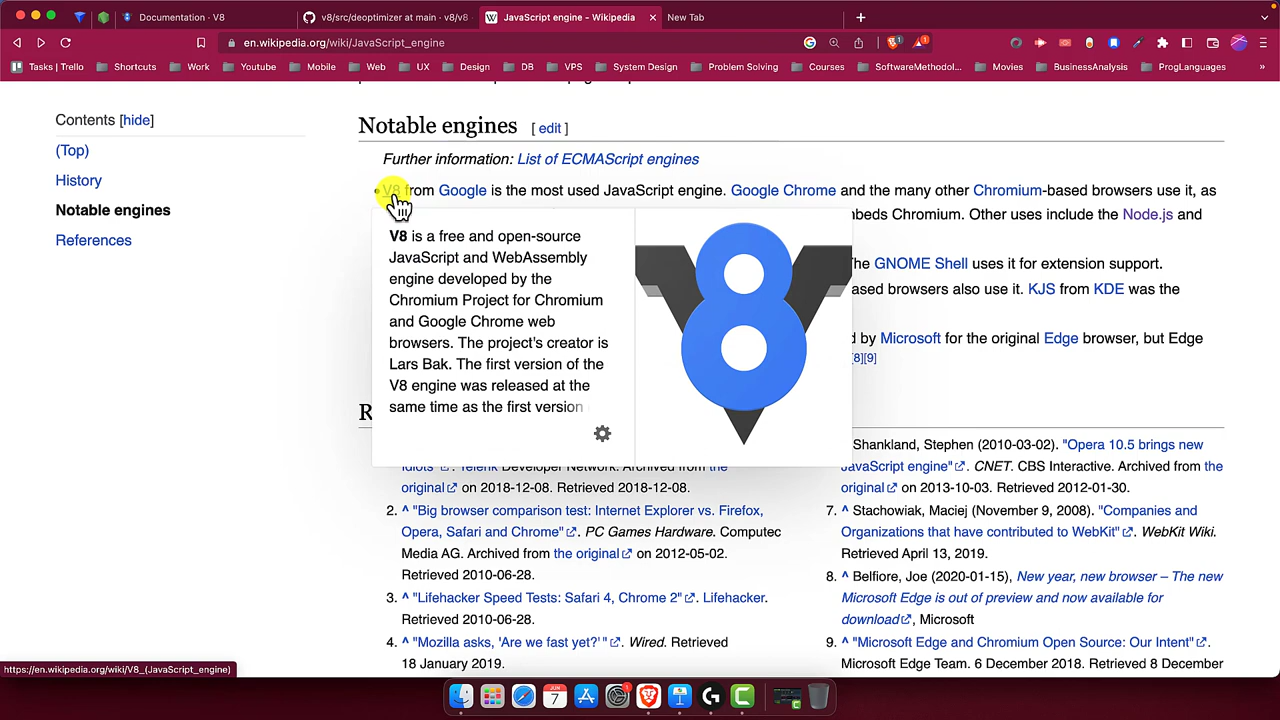 Documentation · V8
v8/src/deoptimizer at main · v8/v8
W JavaScript engine - Wikipedia
New Tab
en.wikipedia.org/wiki/JavaScript_engine
1
1
Tasks | Trello
Shortcuts
Work
Youtube
Mobile
Web
UX
Design
DB
VPS
System Design
Problem Solving
Courses
SoftwareMethodol...
Movies
BusinessAnalysis
ProgLanguages
»
Contents [hide]
(Top)
History
Notable engines
References
Notable engines [ edit ]
Further information: List of ECMAScript engines
• V8 from Google is the most used JavaScript engine. Google Chrome and the many other Chromium-based browsers use it, as
beds Chromium. Other uses include the Node.js and
The GNOME Shell uses it for extension support.
ased browsers also use it. KJS from KDE was the
d by Microsoft for the original Edge browser, but Edge
[8][9]
V8 is a free and open-source
JavaScript and WebAssembly
engine developed by the
Chromium Project for Chromium
and Google Chrome web
browsers. The project's creator is
Lars Bak. The first version of the
V8 engine was released at the
same time as the first version
8
R
Idiots". Telerik Developer Network. Archived from the
original on 2018-12-08. Retrieved 2018-12-08.
2. ^ "Big browser comparison test: Internet Explorer vs. Firefox,
Opera, Safari and Chrome". PC Games Hardware. Computec
Media AG. Archived from the original on 2012-05-02.
Retrieved 2010-06-28.
3. ^ "Lifehacker Speed Tests: Safari 4, Chrome 2". Lifehacker.
Retrieved 2010-06-28.
4. ^ "Mozilla asks, 'Are we fast yet?'". Wired. Retrieved
18 January 2019.
Shankland, Stephen (2010-03-02). "Opera 10.5 brings new
JavaScript engine". CNET. CBS Interactive. Archived from the
original on 2013-10-03. Retrieved 2012-01-30.
7. ^ Stachowiak, Maciej (November 9, 2008). "Companies and
Organizations that have contributed to WebKit". WebKit Wiki.
Retrieved April 13, 2019.
8. ^ Belfiore, Joe (2020-01-15), New year, new browser – The new
Microsoft Edge is out of preview and now available for
download, Microsoft
9. ^ "Microsoft Edge and Chromium Open Source: Our Intent".
Microsoft Edge Team. 6 December 2018. Retrieved 8 December
https://en.wikipedia.org/wiki/V8_(JavaScript_engine)
JUN
7